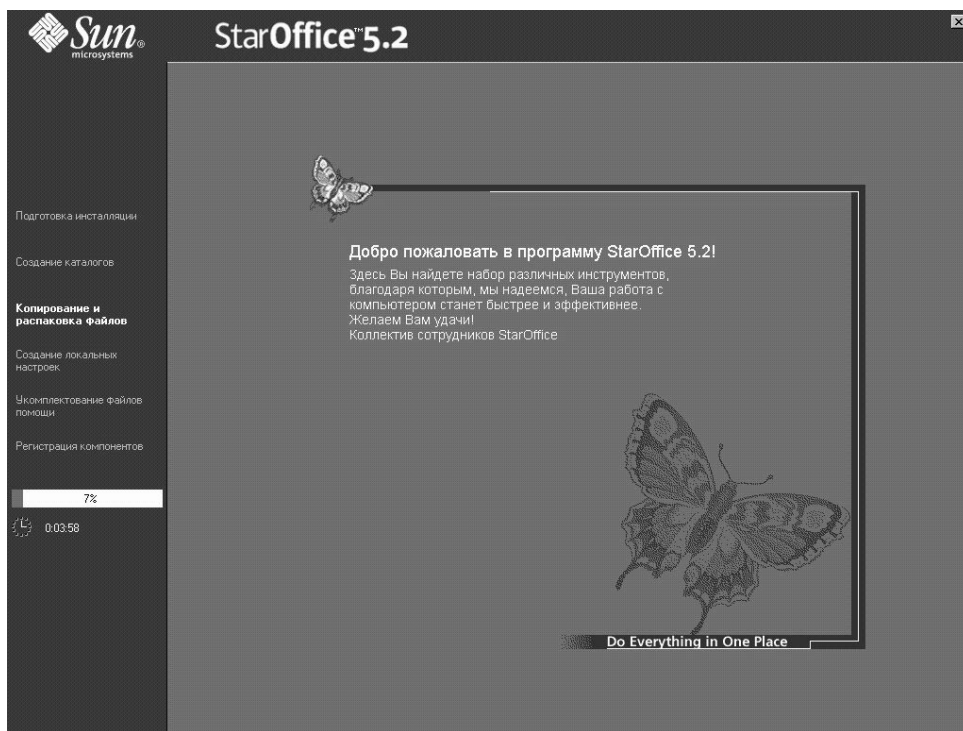 Sun®
microsystems
StarOffice™ 5.2
Подготовка инсталляции
Создание каталогов
Копирование и
распаковка файлов
Создание локальных
настроек
Укомплектование файлов
помощи
Регистрация компонентов
7%
0:03:58
Добро пожаловать в программу StarOffice 5.2!
Здесь Вы найдете набор различных инструментов,
благодаря которым, мы надеемся, Ваша работа с
компьютером станет быстрее и эффективнее.
Желаем Вам удачи!
Коллектив сотрудников StarOffice
Do Everything in One Place